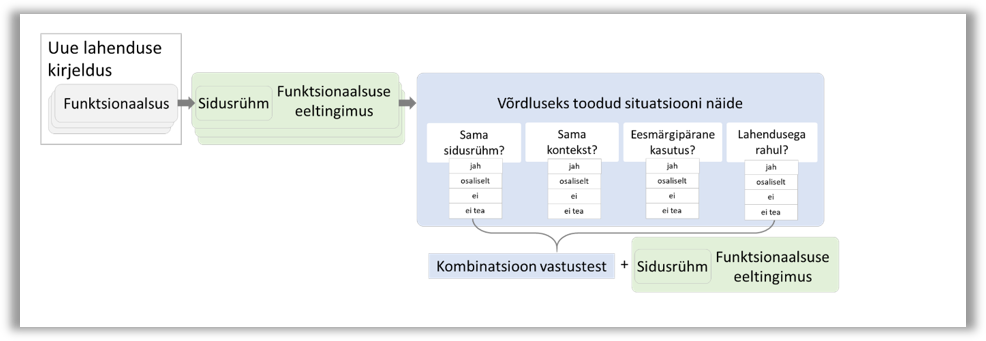 Uue lahenduse
kirjeldus
Funktsionaalsus
Sidusrühm
Funktsionaalsuse
eeltingimus
Võrdluseks toodud situatsiooni näide
Sama
sidusrühm?
jah
osaliselt
ei
ei tea
Sama
kontekst?
jah
osaliselt
ei
ei tea
Eesmärgipärane
kasutus?
jah
osaliselt
ei
ei tea
Lahendusega
rahul?
jah
osaliselt
ei
ei tea
Kombinatsioon vastustest
+
Sidusrühm
Funktsionaalsuse
eeltingimus